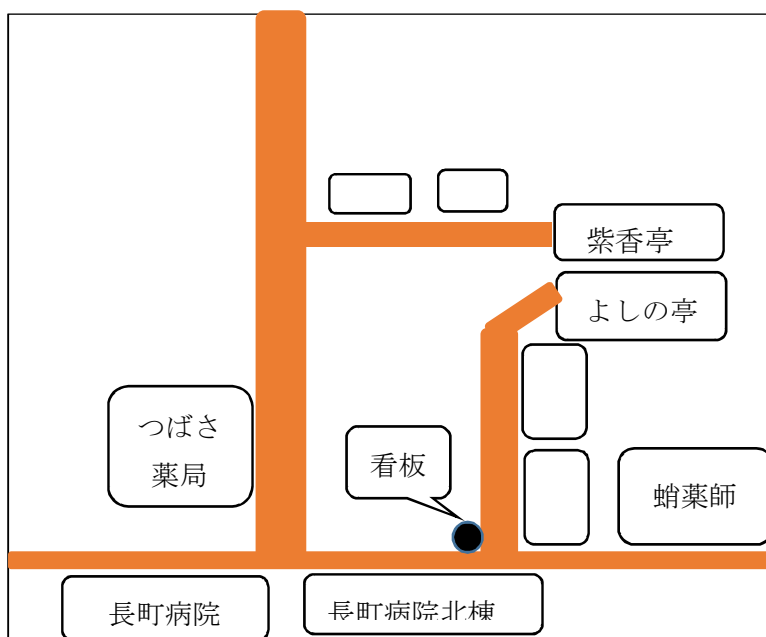 紫香亭
よしの亭
つばさ
薬局
看板
蛸薬師
長町病院
長町病院北棟